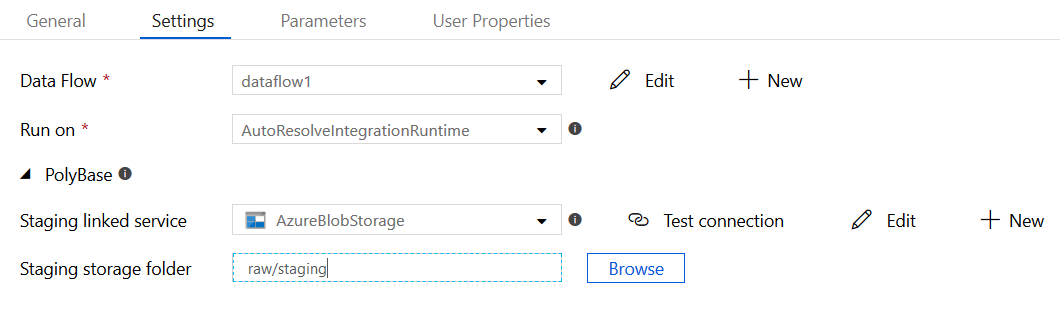 General Settings Parameters User Properties
Data Flow * dataflow1 Edit New
Run on * AutoResolveIntegrationRuntime
PolyBase
Staging linked service AzureBlobStorage Test connection Edit New
Staging storage folder raw/staging Browse